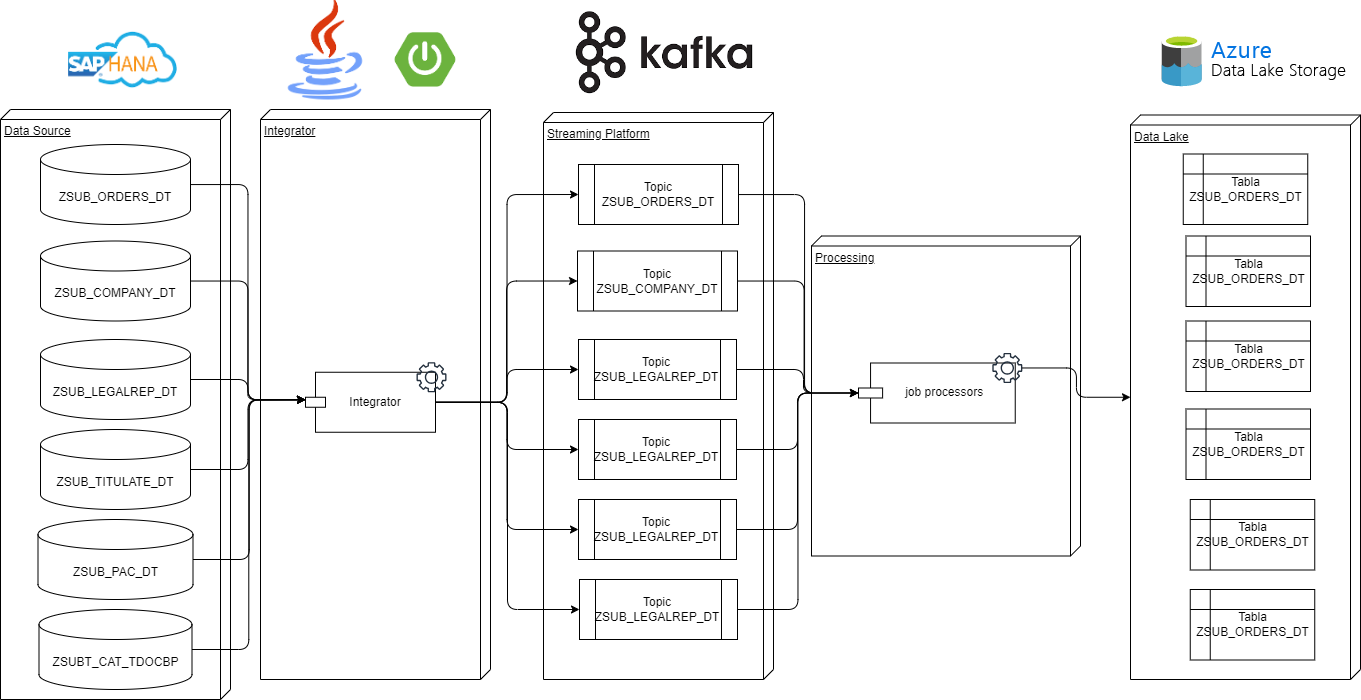 SAP HANA
kafka
Azure
Data Lake Storage
Data Source
ZSUB_ORDERS_DT
ZSUB_COMPANY_DT
ZSUB_LEGALREP_DT
ZSUB_TITULATE_DT
ZSUB_PAC_DT
ZSUBT_CAT_TDOCBP
Integrator
Integrator
Streaming Platform
Topic
ZSUB_ORDERS_DT
Topic
ZSUB_COMPANY_DT
Topic
ZSUB_LEGALREP_DT
Topic
ZSUB_LEGALREP_DT
Topic
ZSUB_LEGALREP_DT
Topic
ZSUB_LEGALREP_DT
Processing
job processors
Data Lake
Tabla
ZSUB_ORDERS_DT
Tabla
ZSUB_ORDERS_DT
Tabla
ZSUB_ORDERS_DT
Tabla
ZSUB_ORDERS_DT
Tabla
ZSUB_ORDERS_DT
Tabla
ZSUB_ORDERS_DT